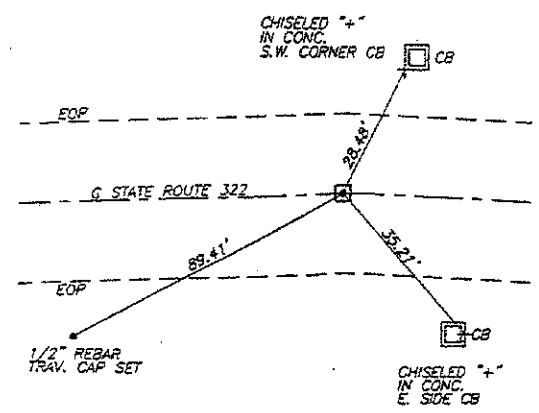 CHISELED "+"
IN CONC.
S.W. CORNER CB
CB
EOP
28.48'
G STATE ROUTE 322
89.41'
35.21'
EOP
CB
1/2" REBAR
TRAV. CAP SET
CHISELED "+"
IN CONC.
E. SIDE CB